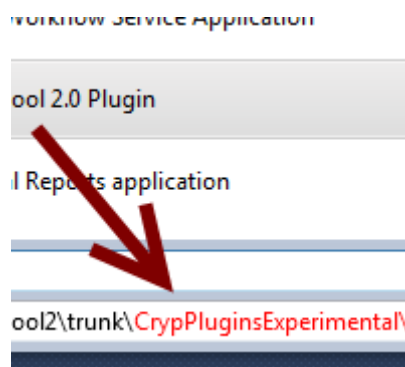 Workflow Service Application
ool 2.0 Plugin
l Reports application
ool2\trunk\CrypPluginsExperimental\